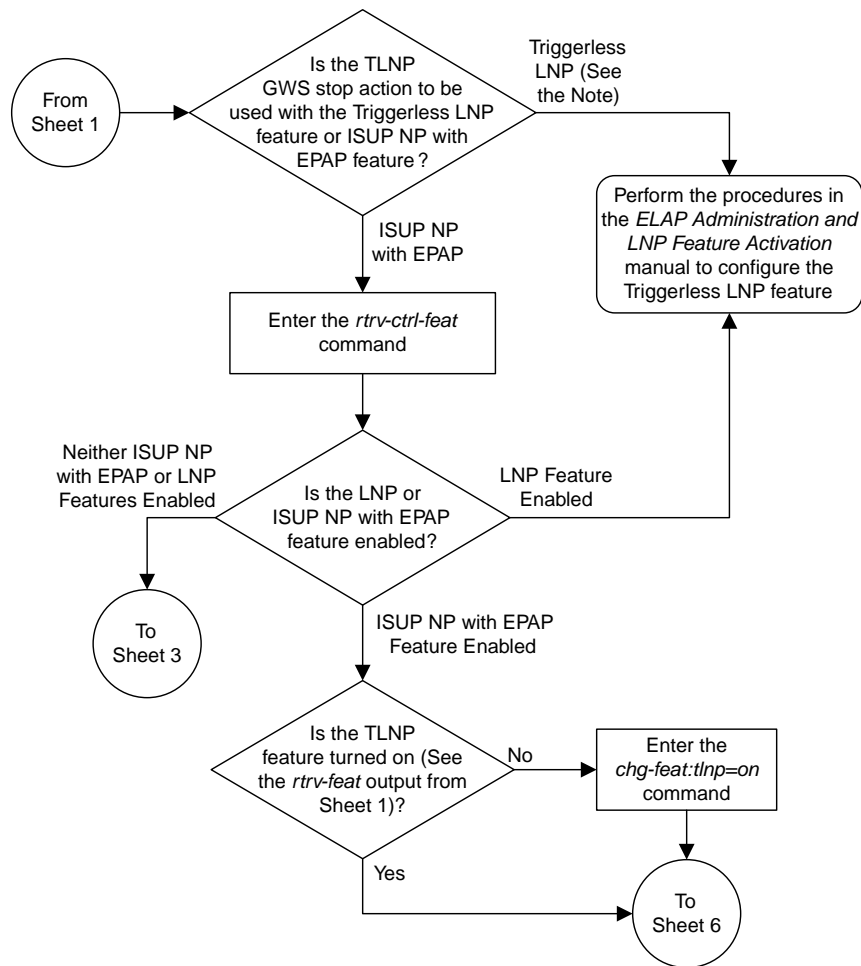 From
Sheet 1
Is the TLNP
GWS stop action to be
used with the Triggerless LNP
feature or ISUP NP with
EPAP feature?
Triggerless
LNP (See
the Note)
Perform the procedures in
the ELAP Administration and
LNP Feature Activation
manual to configure the
Triggerless LNP feature
ISUP NP
with EPAP
Enter the rtrv-ctrl-feat
command
Neither ISUP NP
with EPAP or LNP
Features Enabled
Is the LNP or
ISUP NP with EPAP
feature enabled?
LNP Feature
Enabled
To
Sheet 3
ISUP NP with EPAP
Feature Enabled
Is the TLNP
feature turned on (See
the rtrv-feat output from
Sheet 1)?
No
Enter the
chg-feat:tlnp=on
command
Yes
To
Sheet 6